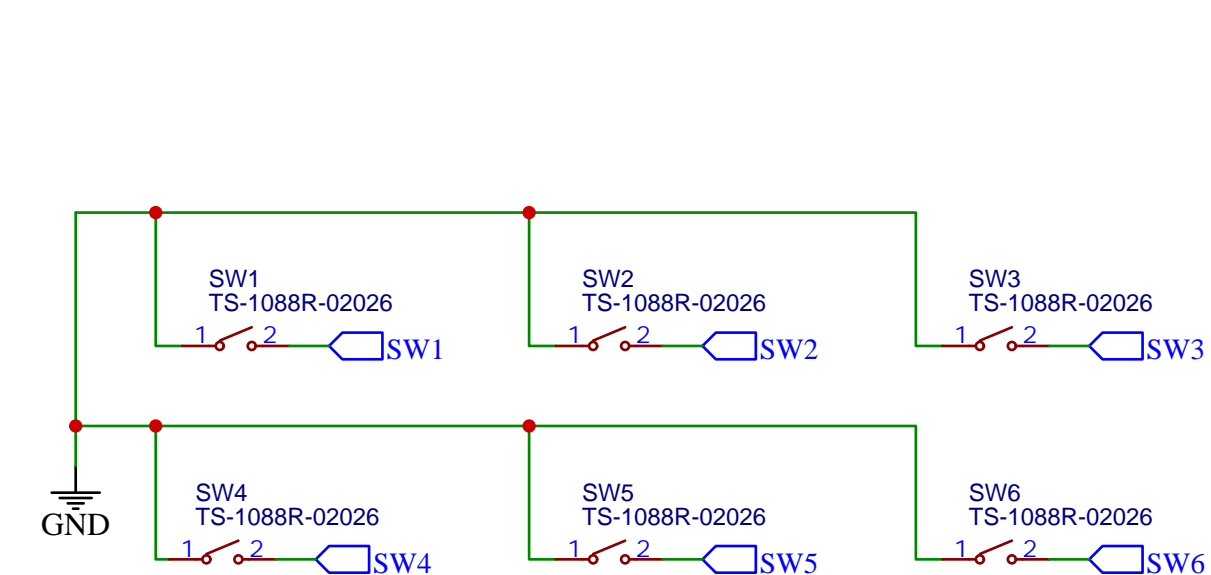 SW1
TS-1088R-02026
1 2 SW1
SW2
TS-1088R-02026
1 2 SW2
SW3
TS-1088R-02026
1 2 SW3
GND
SW4
TS-1088R-02026
1 2 SW4
SW5
TS-1088R-02026
1 2 SW5
SW6
TS-1088R-02026
1 2 SW6